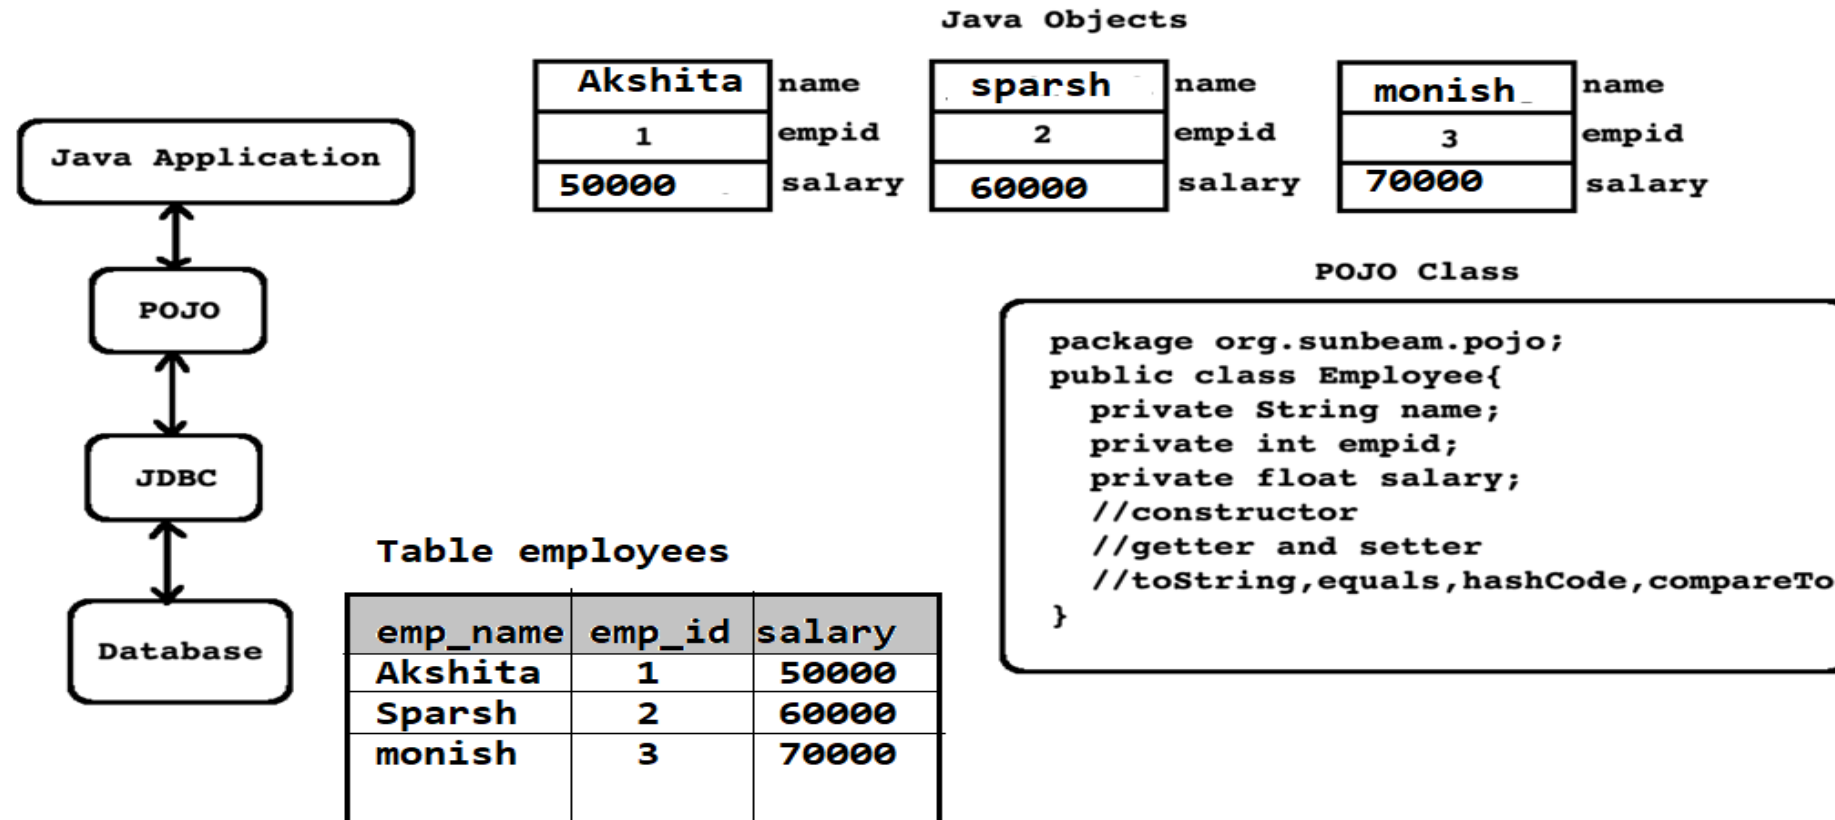 Java Objects
Akshita name
1 empid
50000 salary
sparsh name
2 empid
60000 salary
monish name
3 empid
70000 salary
Java Application
POJO
JDBC
Database
POJO Class
package org.sunbeam.pojo;
public class Employee{
private String name;
private int empid;
private float salary;
//constructor
//getter and setter
//toString,equals,hashCode,compareTo
}
Table employees
emp_name emp_id salary
Akshita 1 50000
Sparsh 2 60000
monish 3 70000